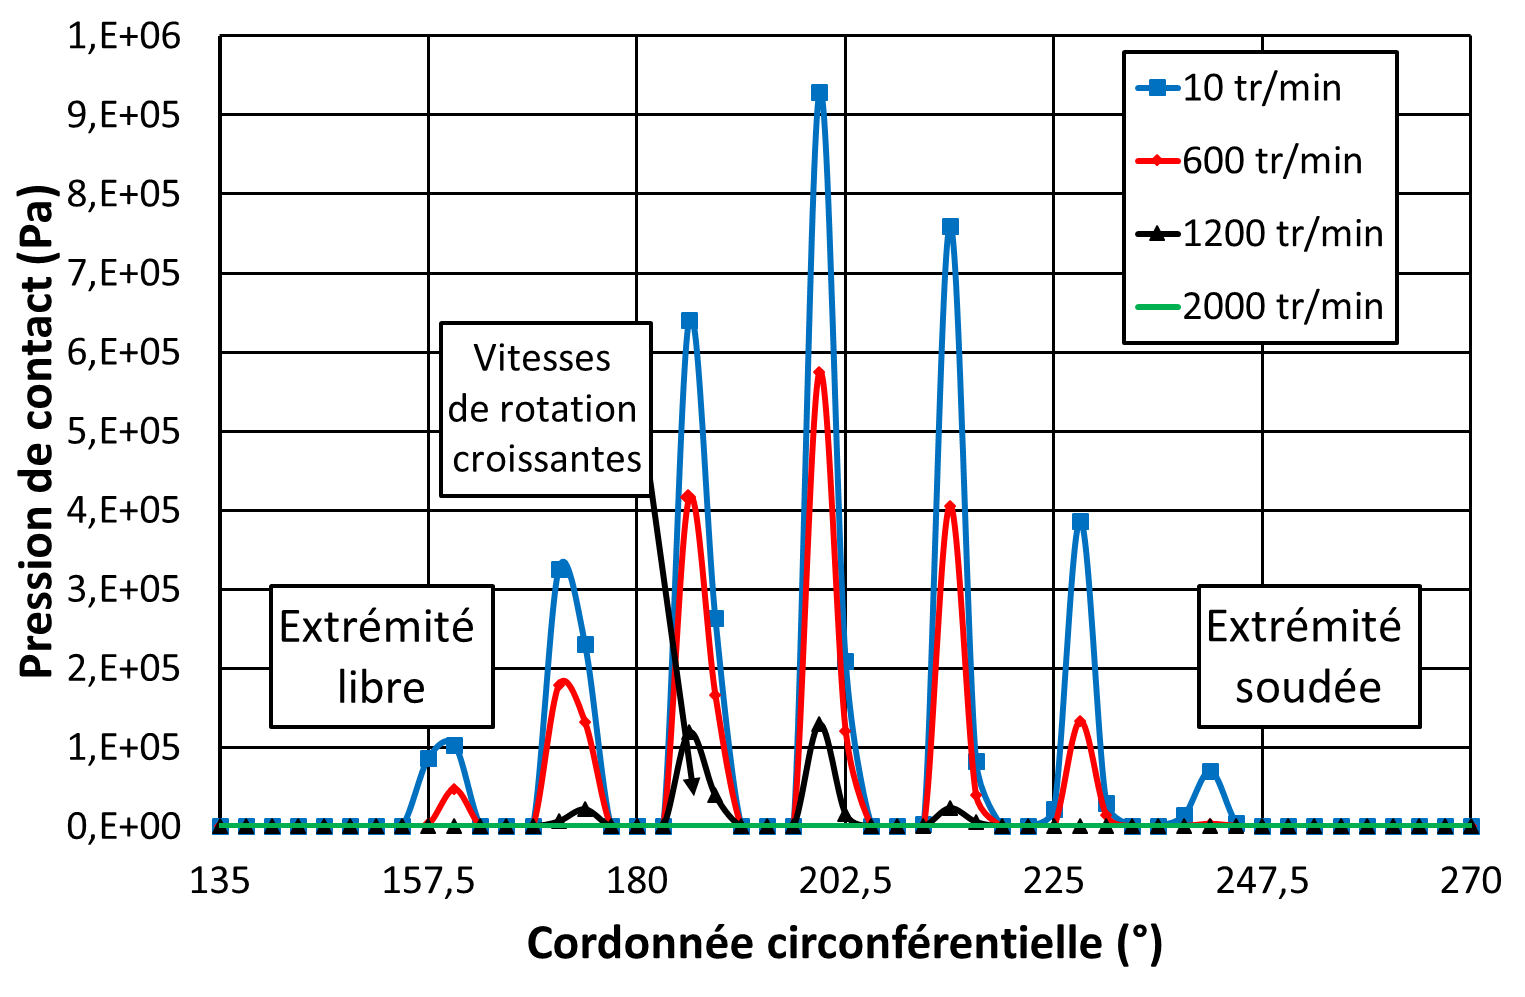 1,E+06
9,E+05
8,E+05
7,E+05
6,E+05
5,E+05
4,E+05
3,E+05
2,E+05
1,E+05
0,E+00
Pression de contact (Pa)
10 tr/min
600 tr/min
1200 tr/min
2000 tr/min
Vitesses
de rotation
croissantes
Extrémité
libre
Extrémité
soudée
135 157,5 180 202,5 225 247,5 270
Cordonnée circonférentielle (°)